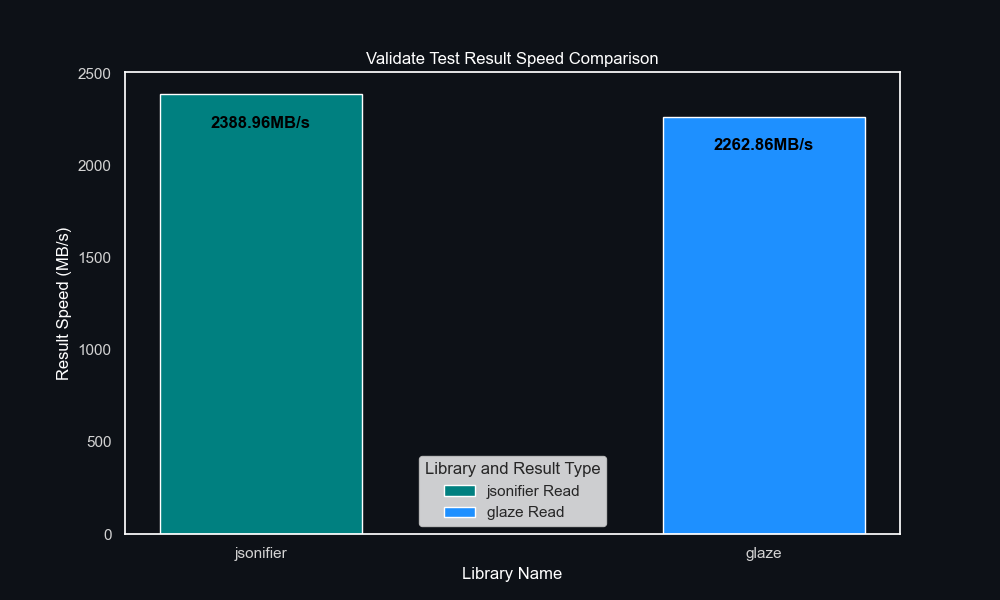 Validate Test Result Speed Comparison
2500
2000
1500
1000
500
0
Result Speed (MB/s)
2388.96MB/s
2262.86MB/s
Library and Result Type
jsonifier Read
glaze Read
jsonifier
glaze
Library Name